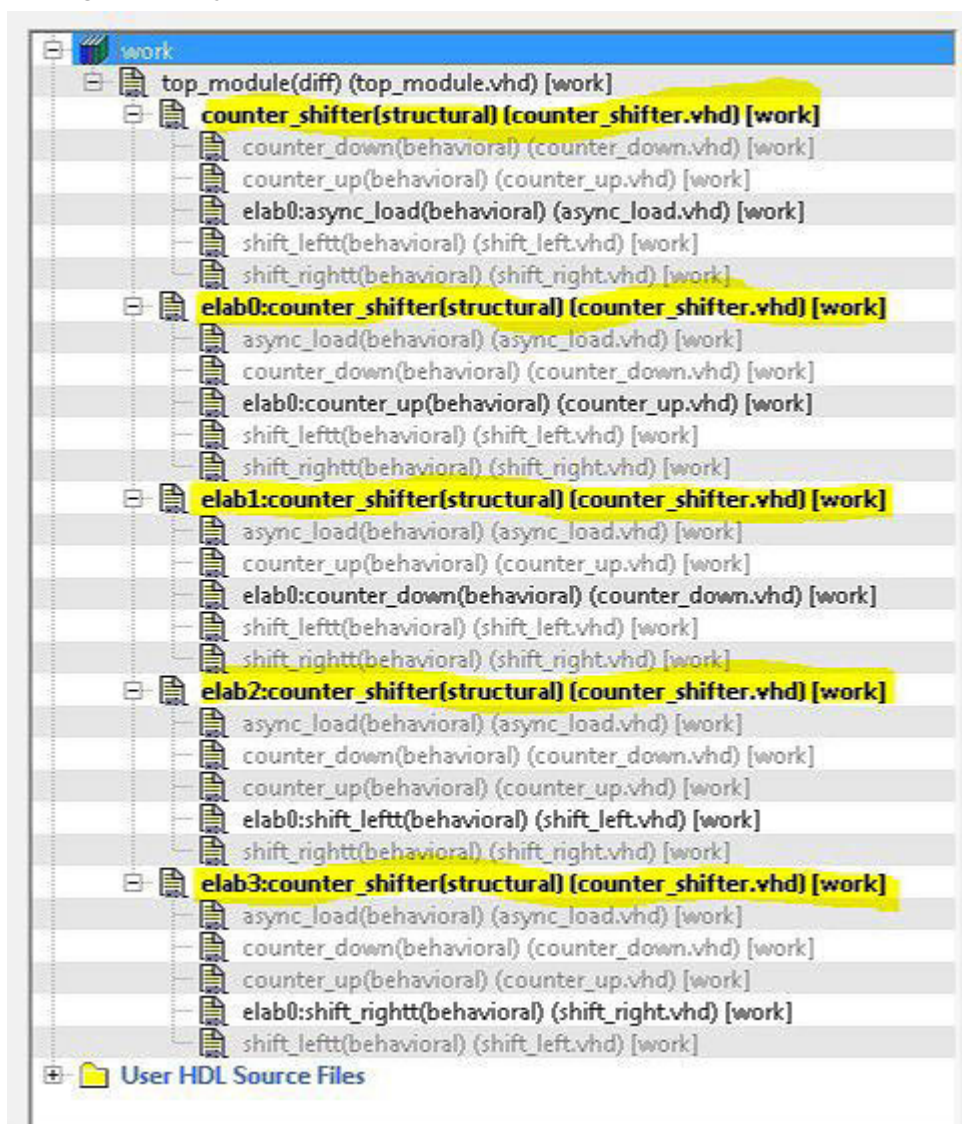 work
top_module(diff) (top_module.vhd) [work]
counter_shifter(structural) (counter_shifter.vhd) [work]
counter_down(behavioral) (counter_down.vhd) [work]
counter_up(behavioral) (counter_up.vhd) [work]
elab0:async_load(behavioral) (async_load.vhd) [work]
shift_leftt(behavioral) (shift_left.vhd) [work]
shift_rightt(behavioral) (shift_right.vhd) [work]
elab0:counter_shifter(structural) (counter_shifter.vhd) [work]
async_load(behavioral) (async_load.vhd) [work]
counter_down(behavioral) (counter_down.vhd) [work]
elab0:counter_up(behavioral) (counter_up.vhd) [work]
shift_leftt(behavioral) (shift_left.vhd) [work]
shift_rightt(behavioral) (shift_right.vhd) [work]
elab1:counter_shifter(structural) (counter_shifter.vhd) [work]
async_load(behavioral) (async_load.vhd) [work]
counter_up(behavioral) (counter_up.vhd) [work]
elab0:counter_down(behavioral) (counter_down.vhd) [work]
shift_leftt(behavioral) (shift_left.vhd) [work]
shift_rightt(behavioral) (shift_right.vhd) [work]
elab2:counter_shifter(structural) (counter_shifter.vhd) [work]
async_load(behavioral) (async_load.vhd) [work]
counter_down(behavioral) (counter_down.vhd) [work]
counter_up(behavioral) (counter_up.vhd) [work]
elab0:shift_leftt(behavioral) (shift_left.vhd) [work]
shift_rightt(behavioral) (shift_right.vhd) [work]
elab3:counter_shifter(structural) (counter_shifter.vhd) [work]
async_load(behavioral) (async_load.vhd) [work]
counter_down(behavioral) (counter_down.vhd) [work]
counter_up(behavioral) (counter_up.vhd) [work]
elab0:shift_rightt(behavioral) (shift_right.vhd) [work]
shift_leftt(behavioral) (shift_left.vhd) [work]
User HDL Source Files